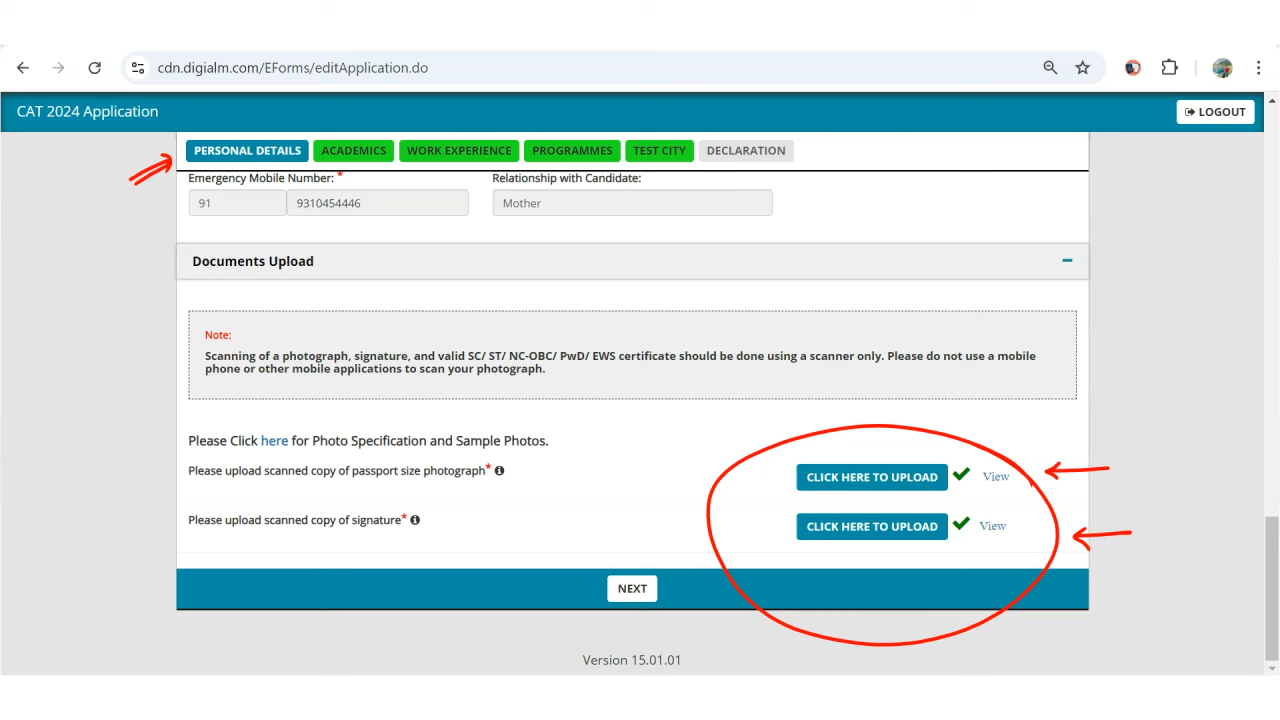 cdn.digialm.com/EForms/editApplication.do
CAT 2024 Application
LOGOUT
PERSONAL DETAILS ACADEMICS WORK EXPERIENCE PROGRAMMES TEST CITY DECLARATION
Emergency Mobile Number: * Relationship with Candidate:
91 9310454446 Mother
Documents Upload
Note:
Scanning of a photograph, signature, and valid SC/ ST/ NC-OBC/ PwD/ EWS certificate should be done using a scanner only. Please do not use a mobile
phone or other mobile applications to scan your photograph.
Please Click here for Photo Specification and Sample Photos.
Please upload scanned copy of passport size photograph* CLICK HERE TO UPLOAD View
Please upload scanned copy of signature* CLICK HERE TO UPLOAD View
NEXT
Version 15.01.01